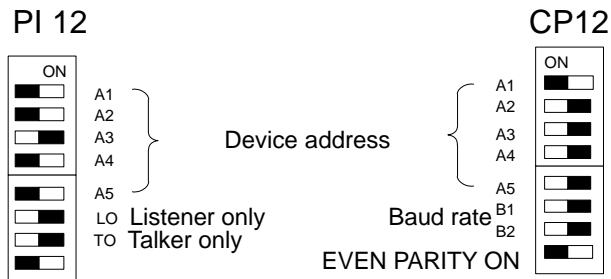 PI 12
CP12
ON
ON
A1
A1
A2
A2
A3
A3
Device address
A4
A4
A5
A5
LO Listener only
Baud rate B1
TO Talker only
B2
EVEN PARITY ON